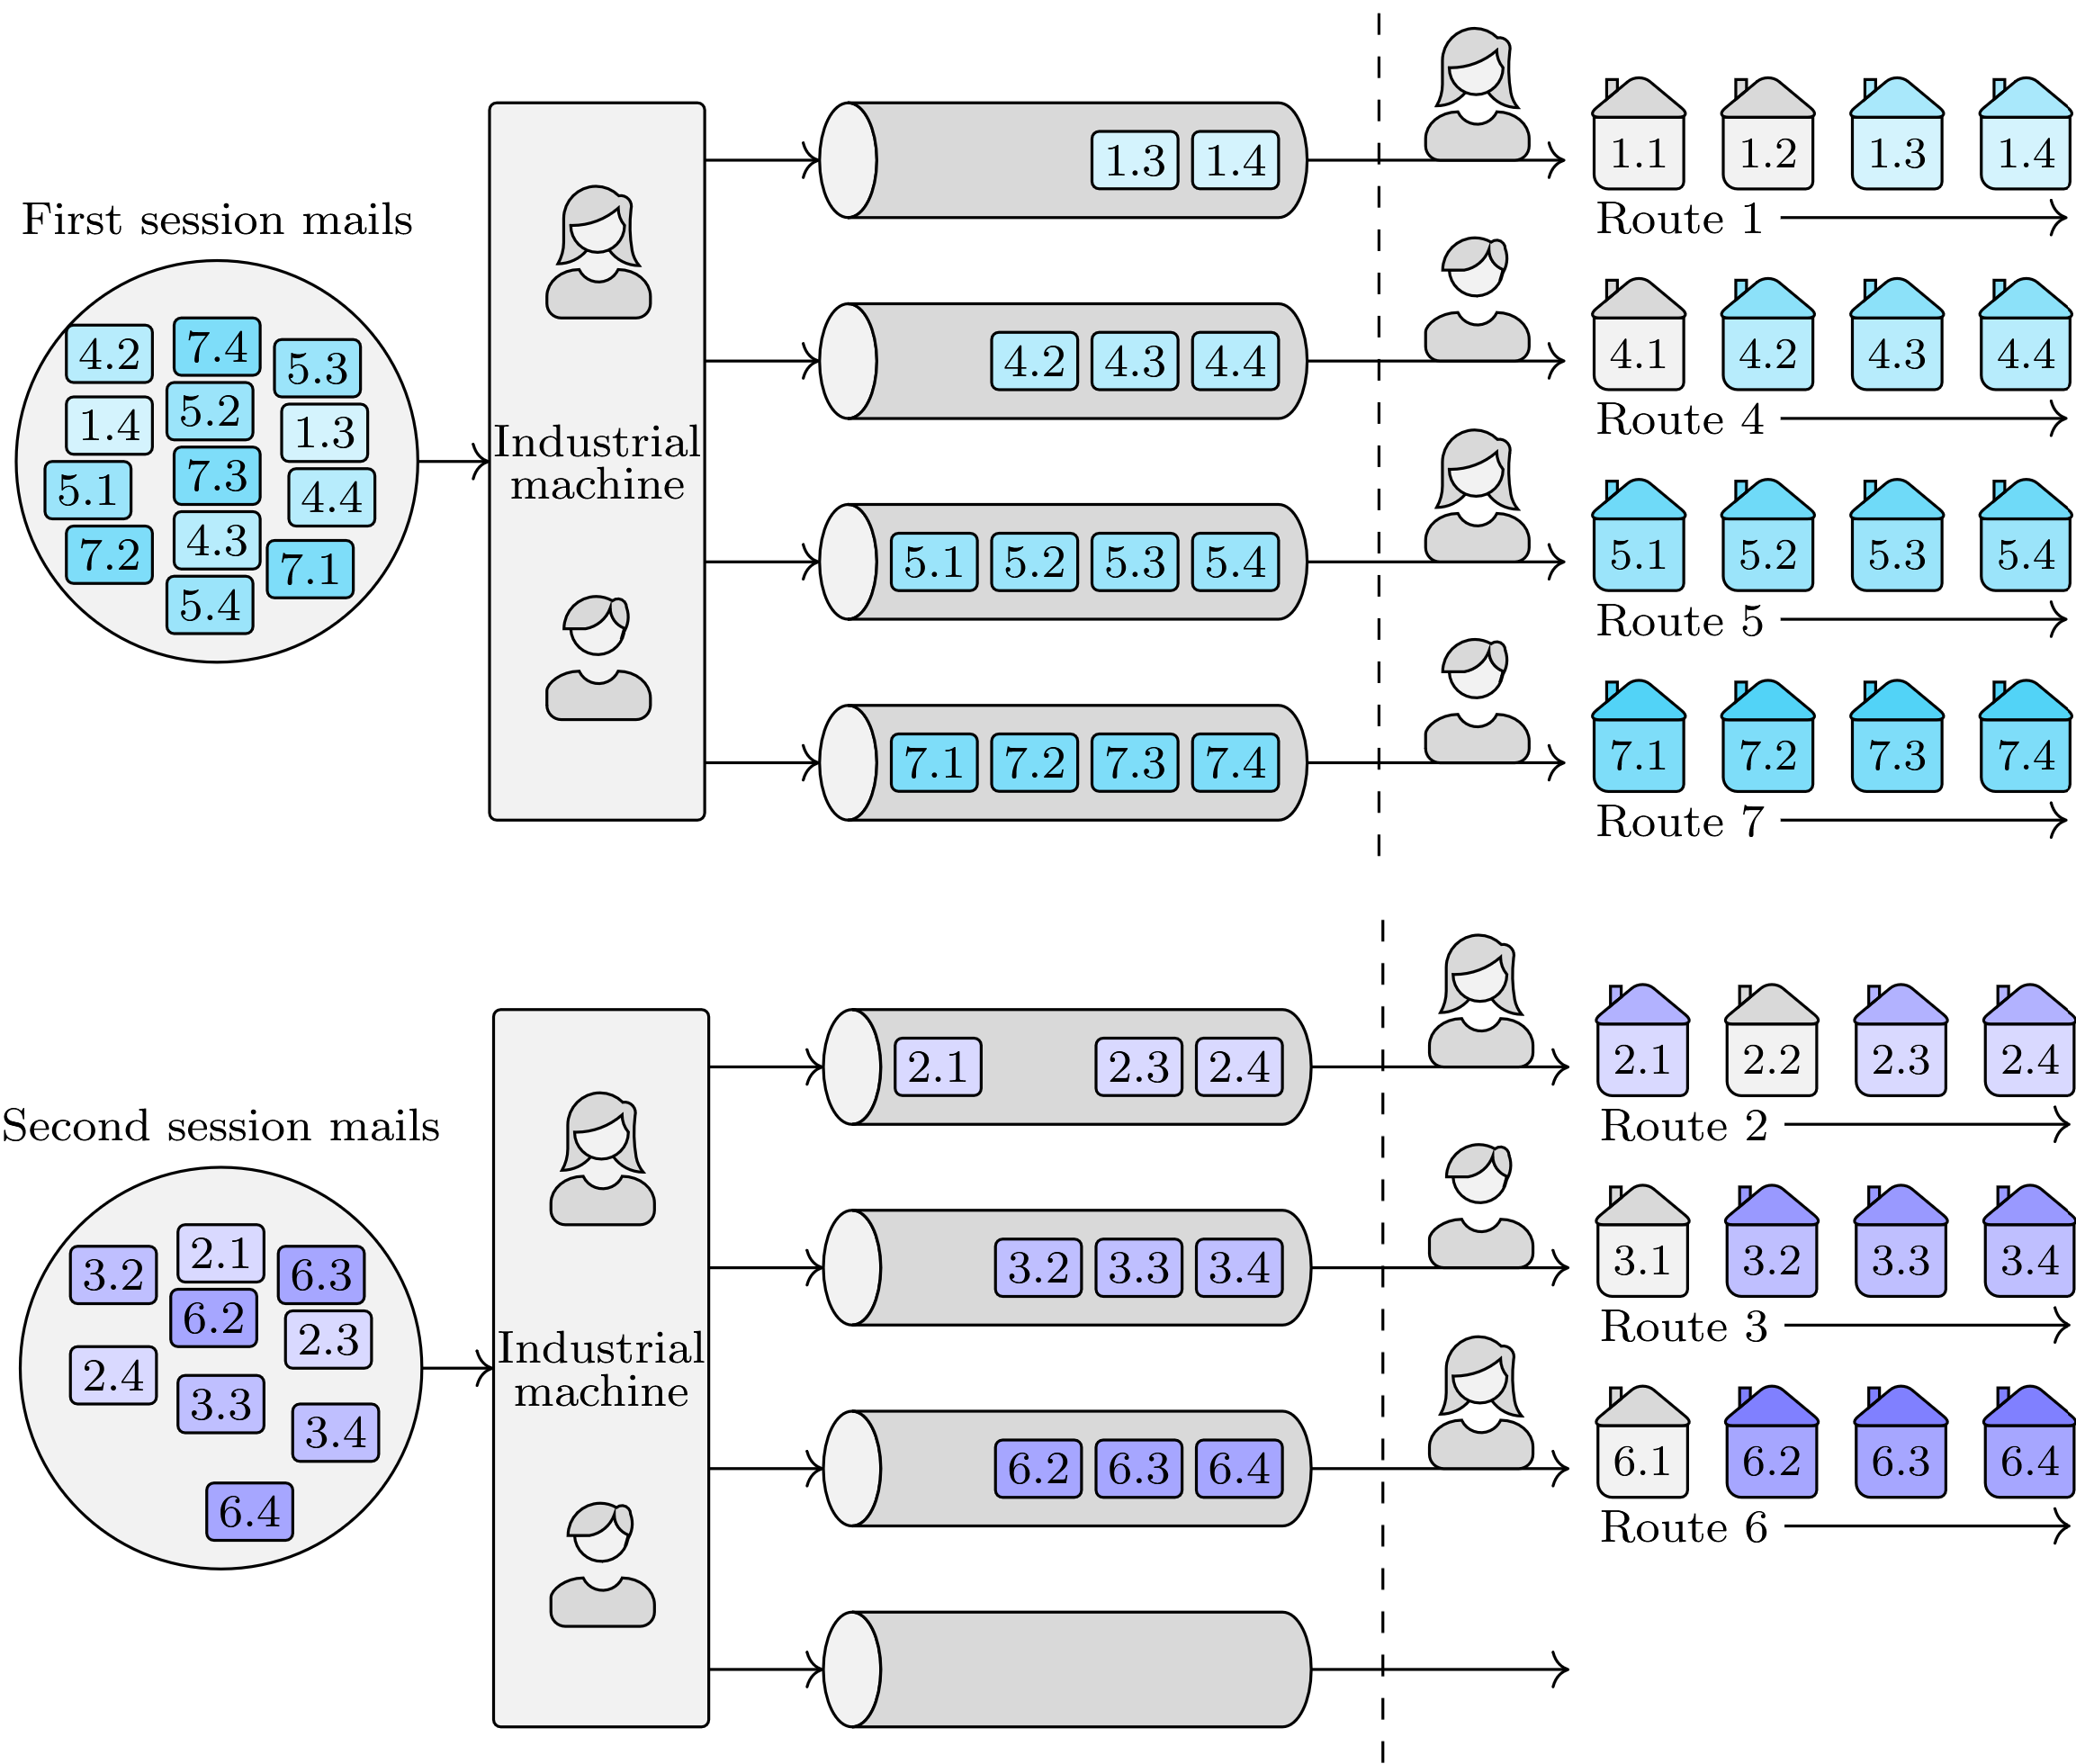 First session mails
4.2
7.4
5.3
1.4
5.2
1.3
5.1
7.3
4.4
7.2
4.3
7.1
5.4
Industrial
machine
1.3 1.4
4.2 4.3 4.4
5.1 5.2 5.3 5.4
7.1 7.2 7.3 7.4
1.1 1.2 1.3 1.4
Route 1
4.1 4.2 4.3 4.4
Route 4
5.1 5.2 5.3 5.4
Route 5
7.1 7.2 7.3 7.4
Route 7
Second session mails
3.2
2.1
6.3
6.2
2.3
2.4
3.3
3.4
6.4
Industrial
machine
2.1 2.3 2.4
3.2 3.3 3.4
6.2 6.3 6.4
2.1 2.2 2.3 2.4
Route 2
3.1 3.2 3.3 3.4
Route 3
6.1 6.2 6.3 6.4
Route 6